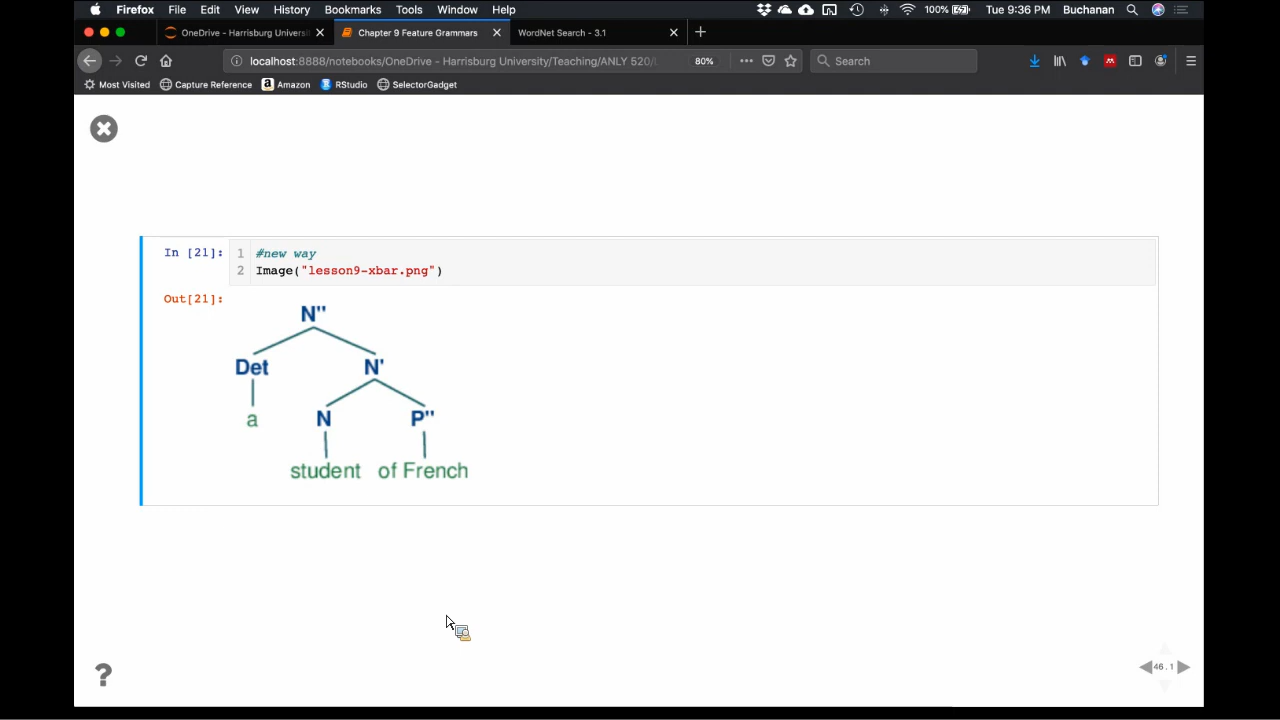 Firefox File Edit View History Bookmarks Tools Window Help 100% Tue 9:36 PM Buchanan
OneDrive - Harrisburg Universi Chapter 9 Feature Grammars WordNet Search - 3.1
localhost:8888/notebooks/OneDrive - Harrisburg University/Teaching/ANLY 520/ 80% Search
Most Visited Capture Reference Amazon RStudio SelectorGadget
In [21]: 1 #new way
2 Image("lesson9-xbar.png")
Out[21]:
N''
Det N'
a N P''
student of French
? 46.1